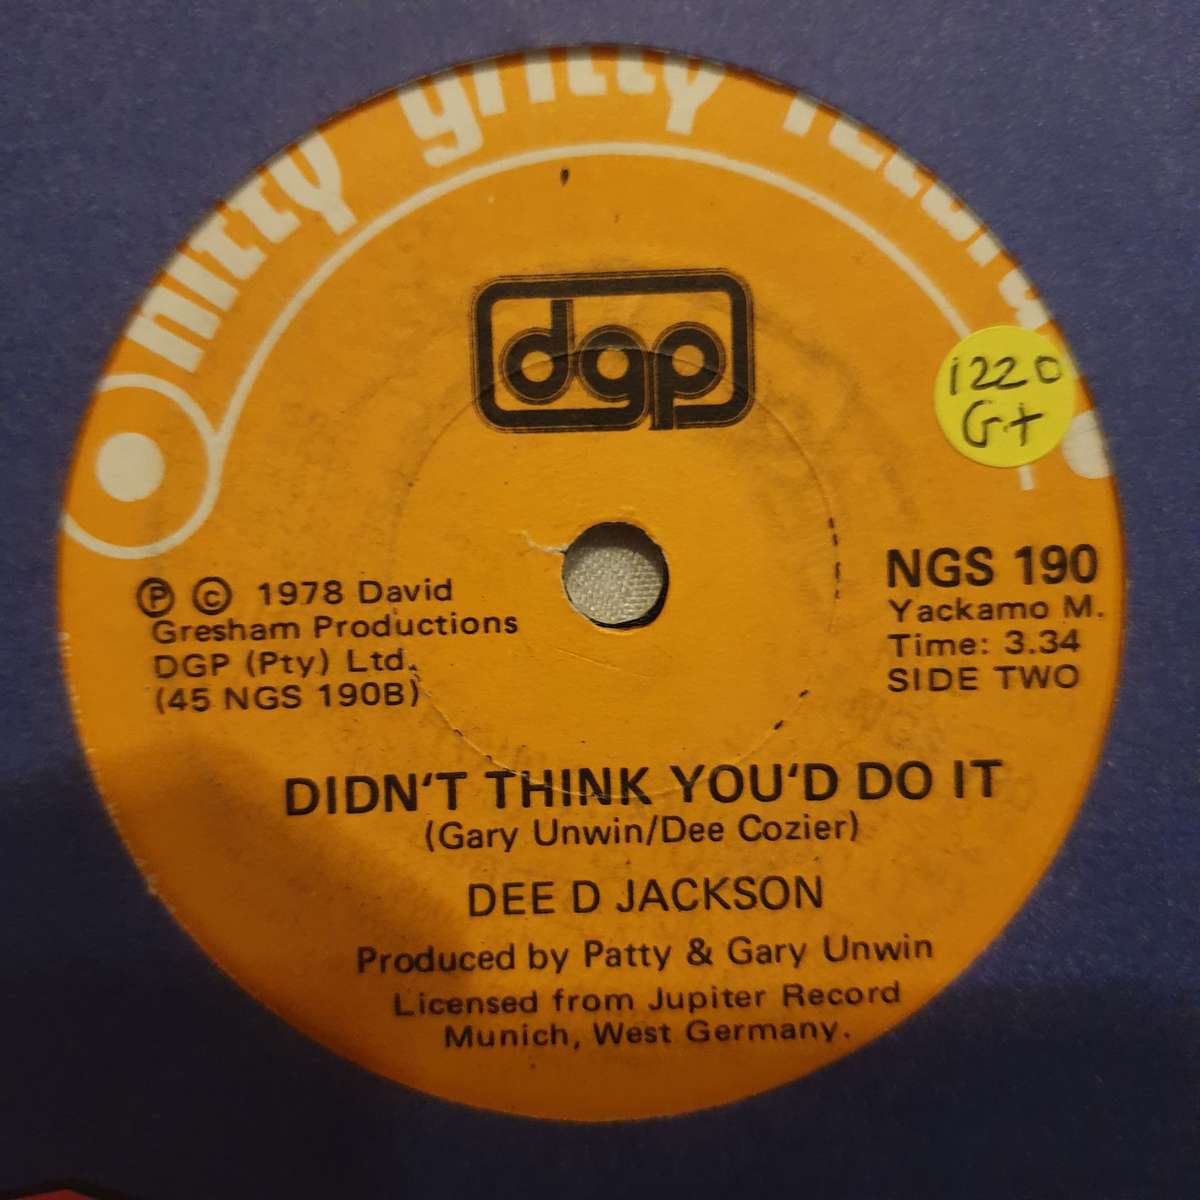 nitty gritty record
dgp
1220
G+
Ⓟ © 1978 David
Gresham Productions
DGP (Pty) Ltd.
(45 NGS 190B)
NGS 190
Yackamo M.
Time: 3.34
SIDE TWO
DIDN'T THINK YOU'D DO IT
(Gary Unwin/Dee Cozier)
DEE D JACKSON
Produced by Patty & Gary Unwin
Licensed from Jupiter Record
Munich, West Germany.